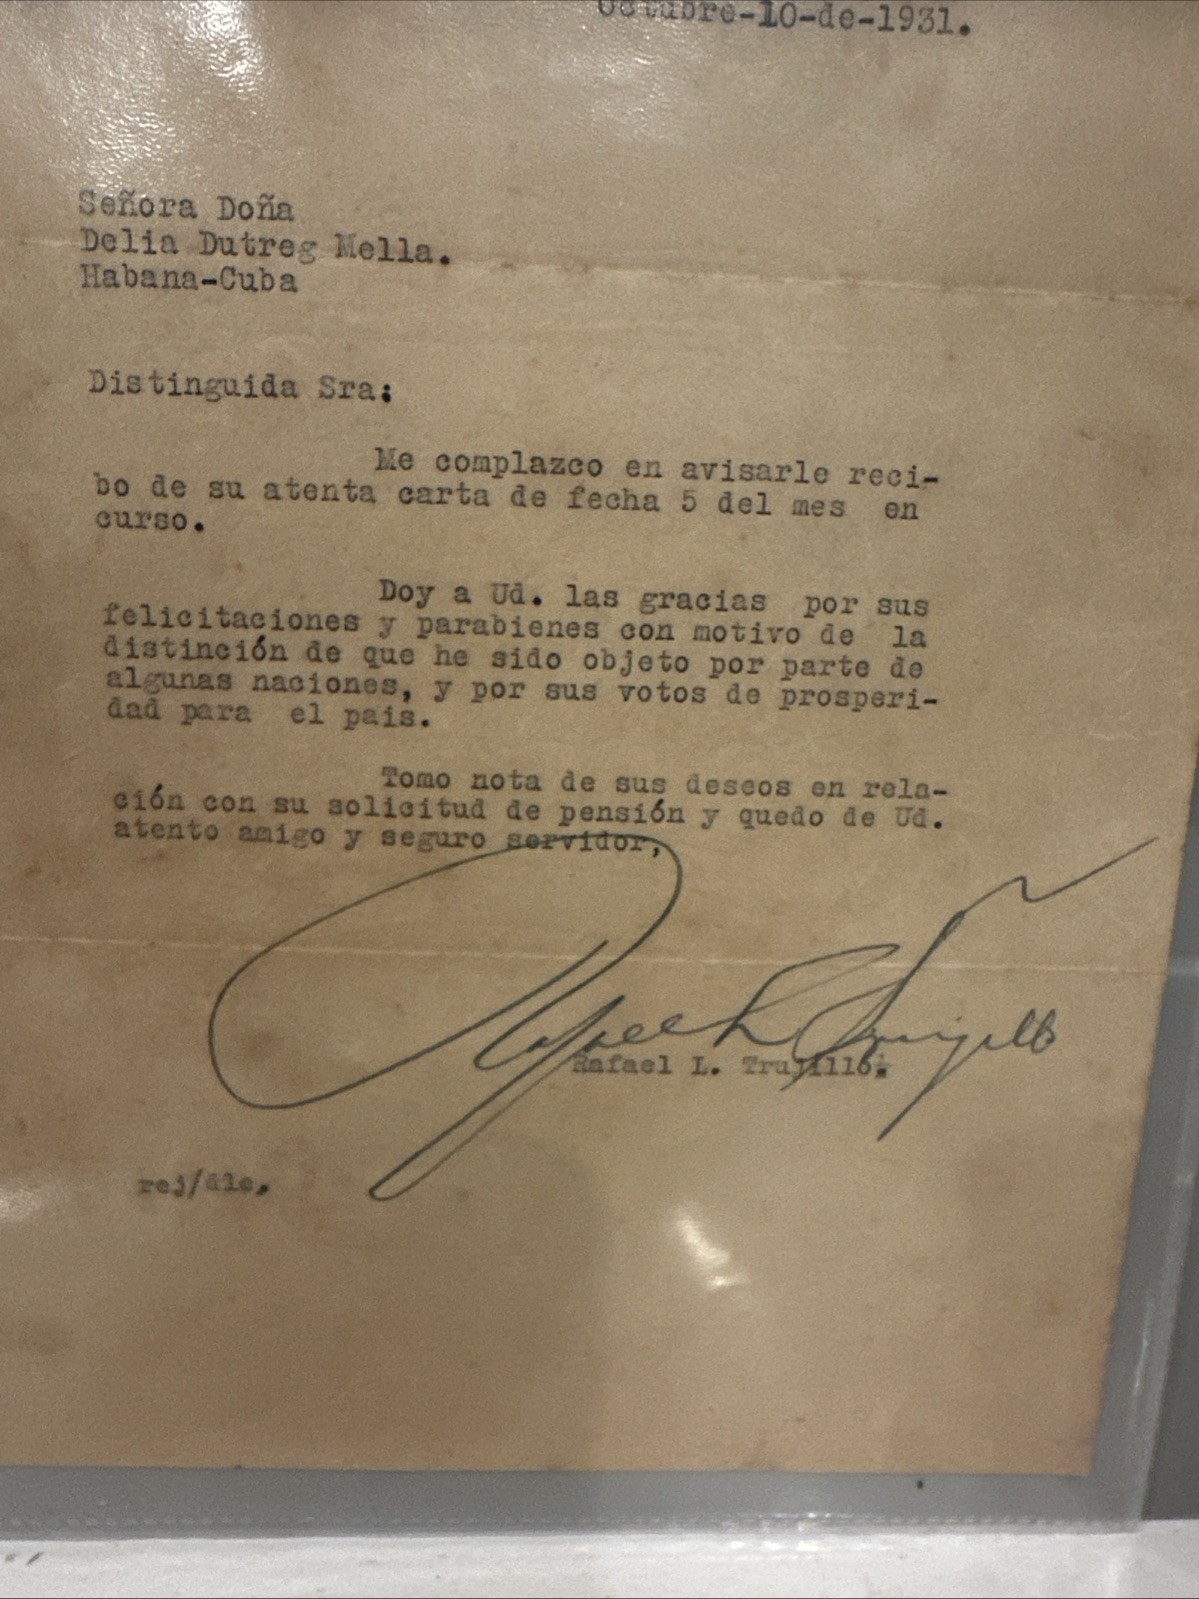 Octubre-10-de-1931.
Señora Doña
Delia Dutreg Mella.
Habana-Cuba
Distinguida Sra:
Me complazco en avisarle reci-
bo de su atenta carta de fecha 5 del mes en
curso.
Doy a Ud. las gracias por sus
felicitaciones y parabienes con motivo de la
distinción de que he sido objeto por parte de
algunas naciones, y por sus votos de prosperi-
dad para el pais.
Tomo nota de sus deseos en rela-
ción con su solicitud de pensión y quedo de Ud.
atento amigo y seguro servidor,
Rafael L. Trujillo
Rafael L. Trujillo.
rej/dlc.